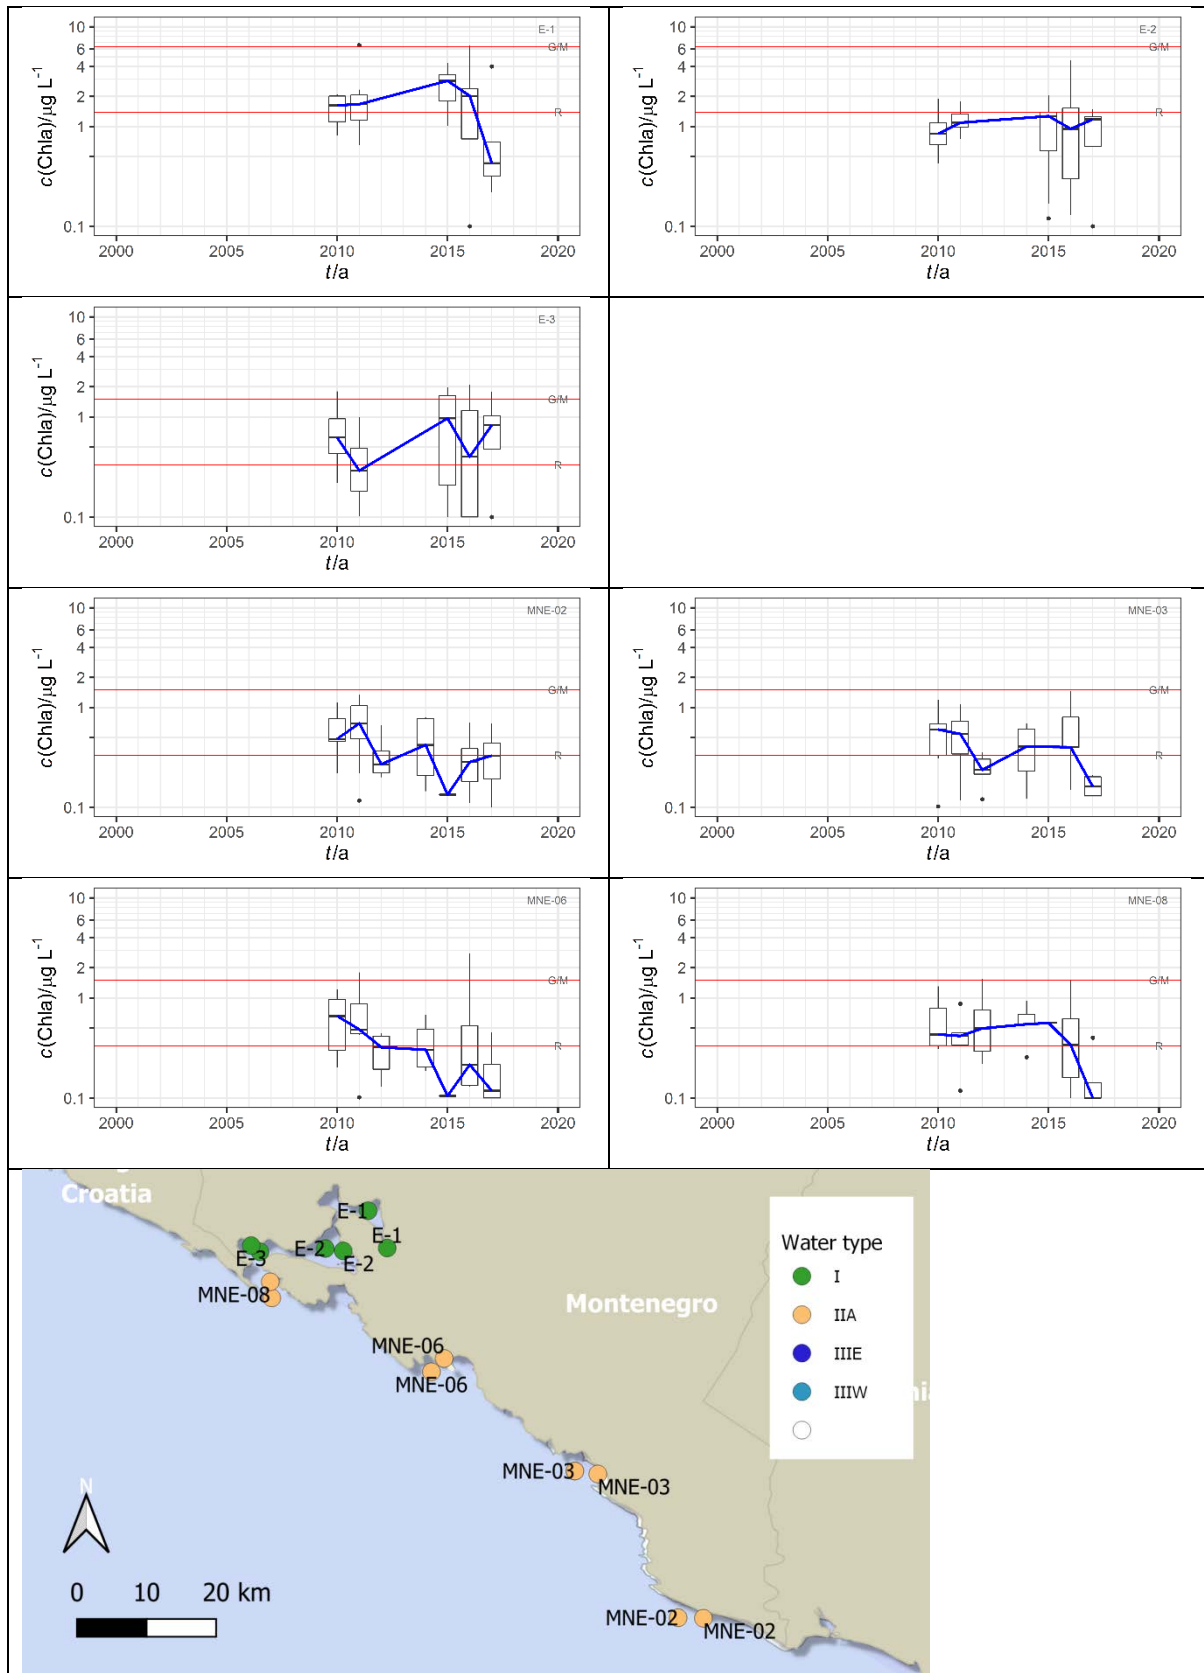 E-1
10
6
4
2
1
0.1
G/M
R
c(Chla)/µg L⁻¹
2000 2005 2010 2015 2020
t/a
E-2
10
6
4
2
1
0.1
G/M
R
c(Chla)/µg L⁻¹
2000 2005 2010 2015 2020
t/a
E-3
10
6
4
2
1
0.1
G/M
R
c(Chla)/µg L⁻¹
2000 2005 2010 2015 2020
t/a
MNE-02
10
6
4
2
1
0.1
G/M
R
c(Chla)/µg L⁻¹
2000 2005 2010 2015 2020
t/a
MNE-03
10
6
4
2
1
0.1
G/M
R
c(Chla)/µg L⁻¹
2000 2005 2010 2015 2020
t/a
MNE-06
10
6
4
2
1
0.1
G/M
R
c(Chla)/µg L⁻¹
2000 2005 2010 2015 2020
t/a
MNE-08
10
6
4
2
1
0.1
G/M
R
c(Chla)/µg L⁻¹
2000 2005 2010 2015 2020
t/a
Croatia
E-1
E-1
E-2
E-2
E-3
MNE-08
Montenegro
MNE-06
MNE-06
MNE-03
MNE-03
MNE-02
MNE-02
Water type
I
IIA
IIIE
IIIW
N
0 10 20 km